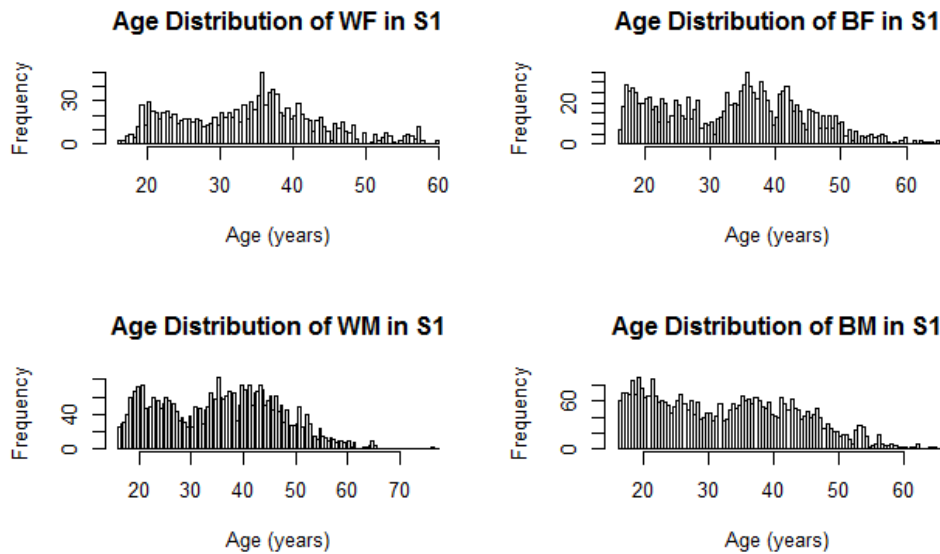 Age Distribution of WF in S1
Frequency
0 30
20 30 40 50 60
Age (years)
Age Distribution of BF in S1
Frequency
0 20
20 30 40 50 60
Age (years)
Age Distribution of WM in S1
Frequency
0 40
20 30 40 50 60 70
Age (years)
Age Distribution of BM in S1
Frequency
0 60
20 30 40 50 60
Age (years)